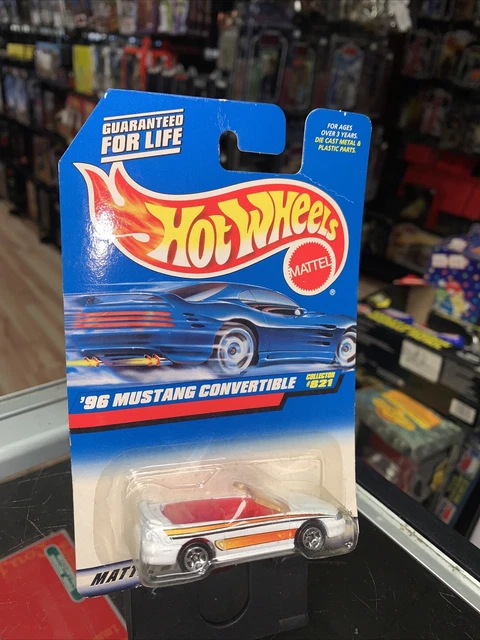 GUARANTEED
FOR LIFE
FOR AGES
OVER 3 YEARS.
DIE CAST METAL &
PLASTIC PARTS.
HOT WHEELS
MATTEL
®
'96 MUSTANG CONVERTIBLE
COLLECTOR
#821
MATT